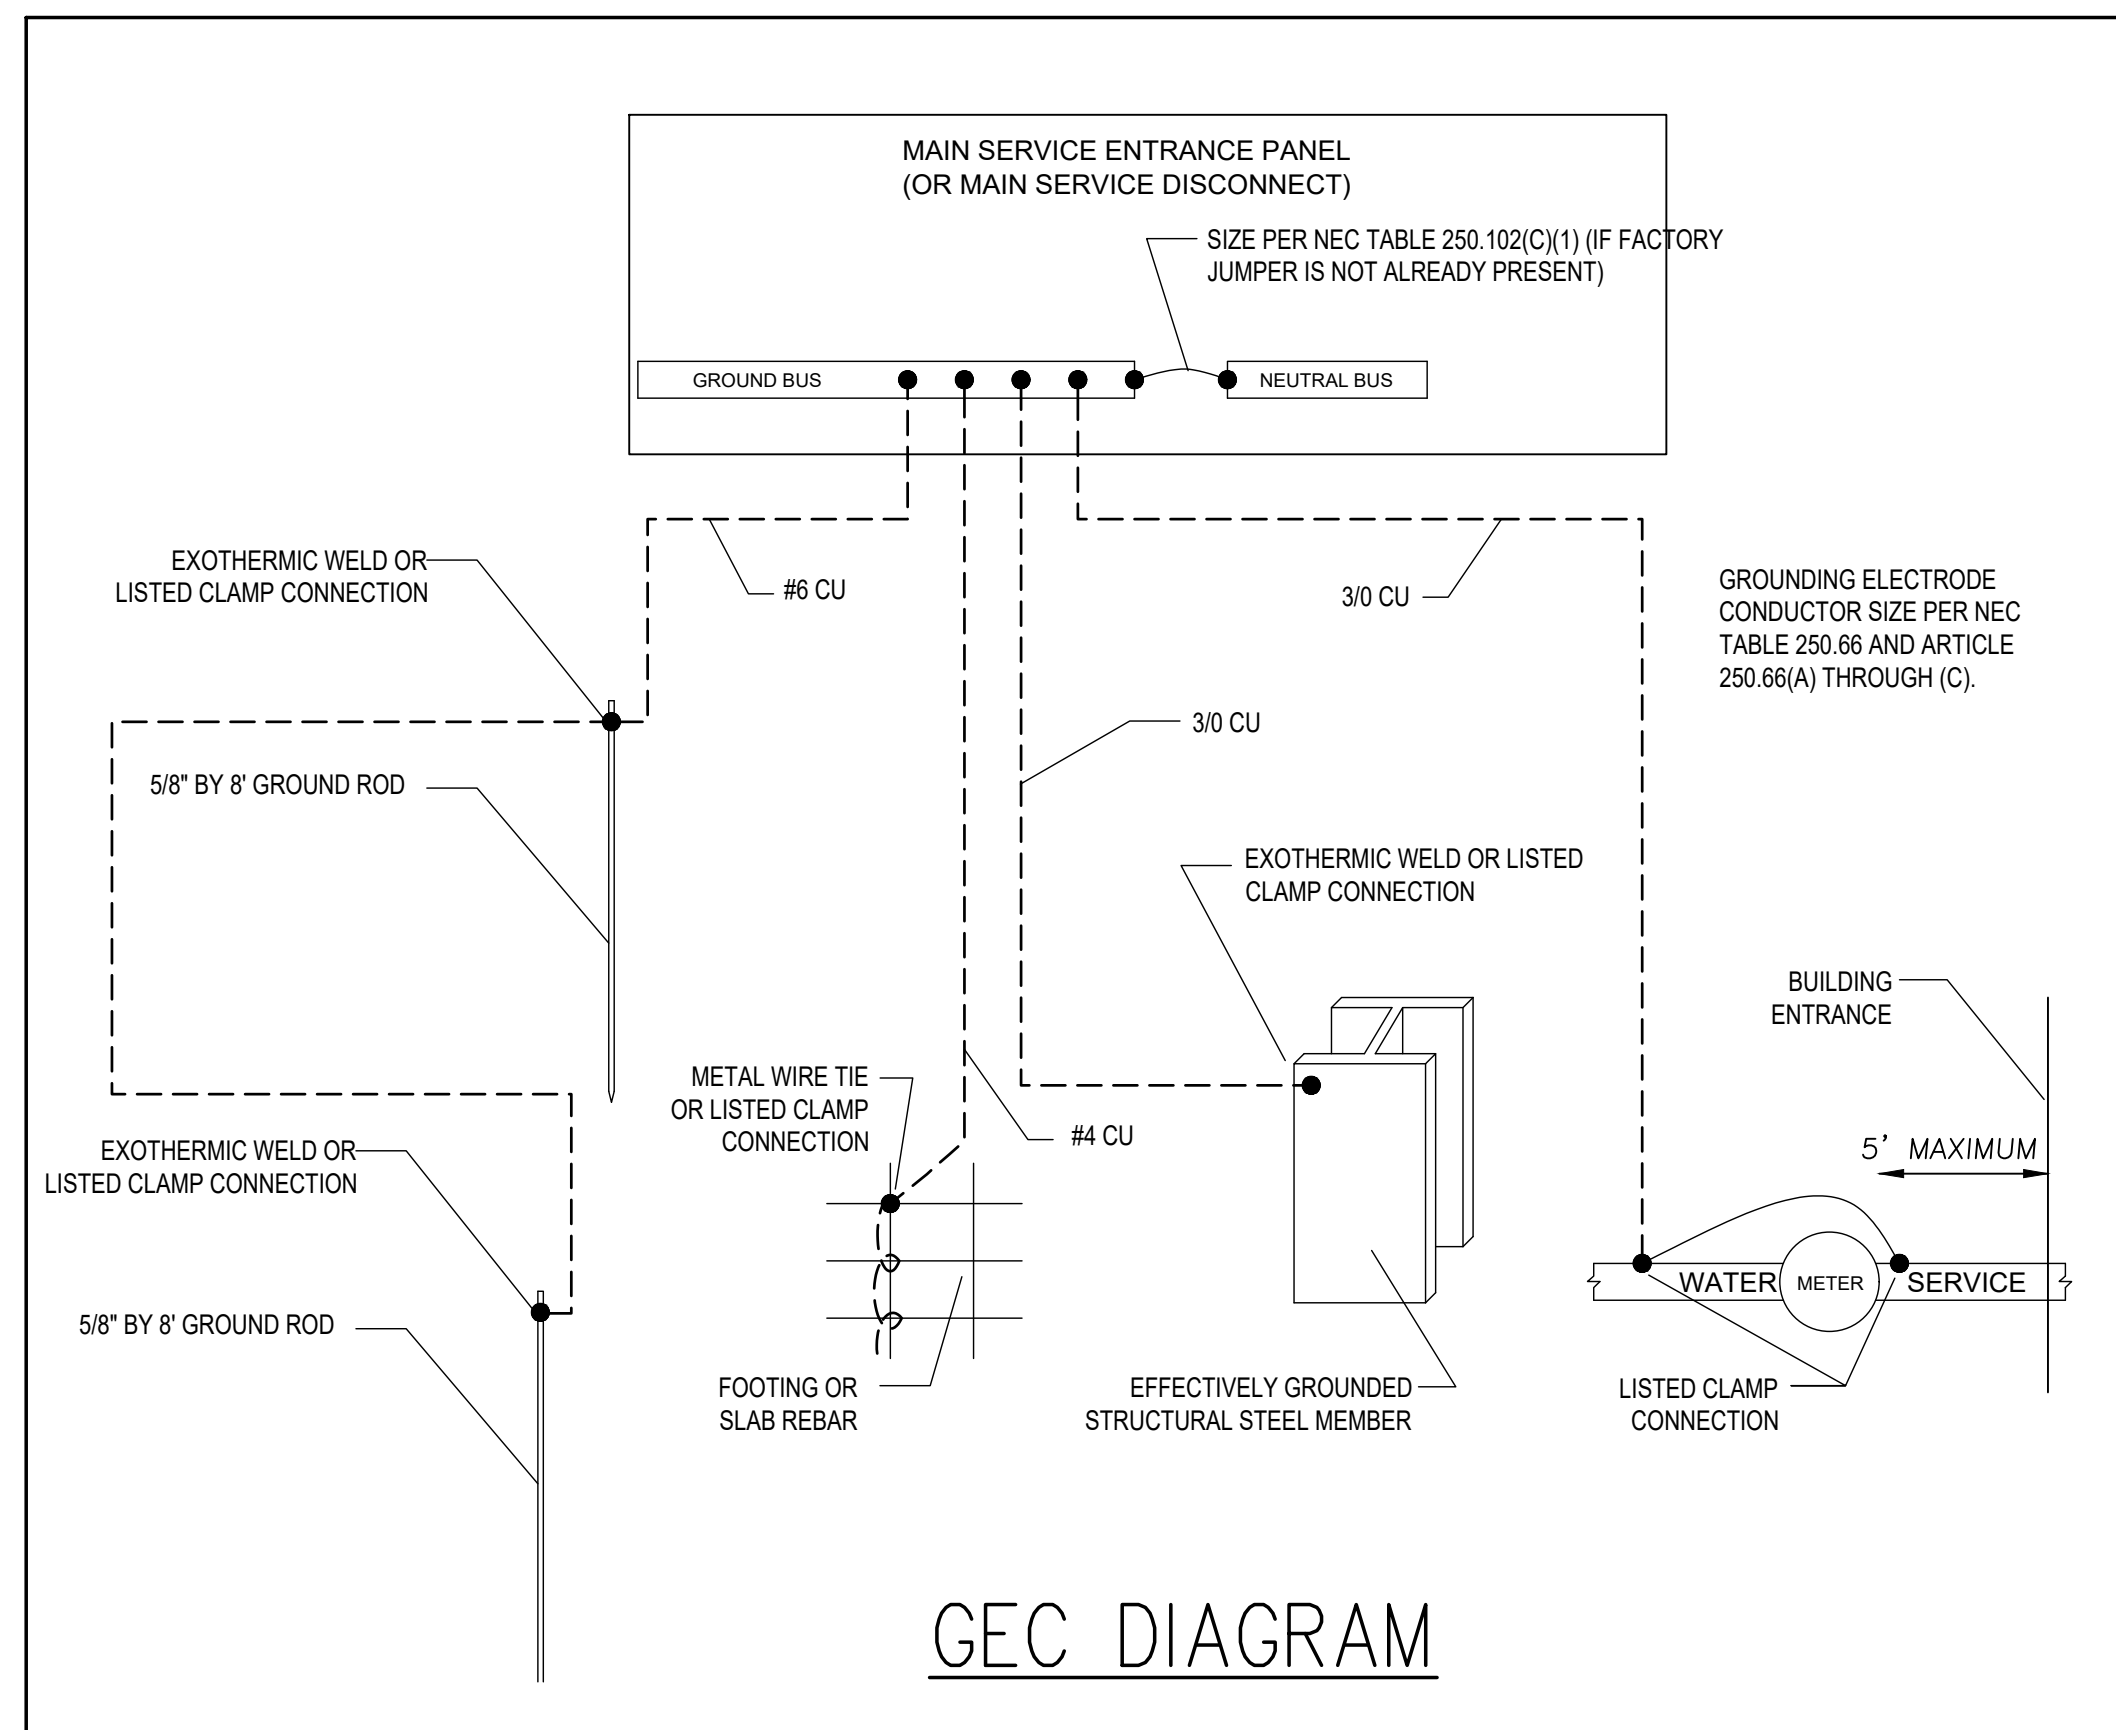 MAIN SERVICE ENTRANCE PANEL
(OR MAIN SERVICE DISCONNECT)
SIZE PER NEC TABLE 250.102(C)(1) (IF FACTORY
JUMPER IS NOT ALREADY PRESENT)
GROUND BUS
NEUTRAL BUS
EXOTHERMIC WELD OR
LISTED CLAMP CONNECTION
#6 CU
3/0 CU
GROUNDING ELECTRODE
CONDUCTOR SIZE PER NEC
TABLE 250.66 AND ARTICLE
250.66(A) THROUGH (C).
3/0 CU
5/8" BY 8' GROUND ROD
EXOTHERMIC WELD OR LISTED
CLAMP CONNECTION
BUILDING
ENTRANCE
METAL WIRE TIE
OR LISTED CLAMP
CONNECTION
#4 CU
EXOTHERMIC WELD OR
LISTED CLAMP CONNECTION
5' MAXIMUM
WATER
METER
SERVICE
5/8" BY 8' GROUND ROD
FOOTING OR
SLAB REBAR
EFFECTIVELY GROUNDED
STRUCTURAL STEEL MEMBER
LISTED CLAMP
CONNECTION
GEC DIAGRAM